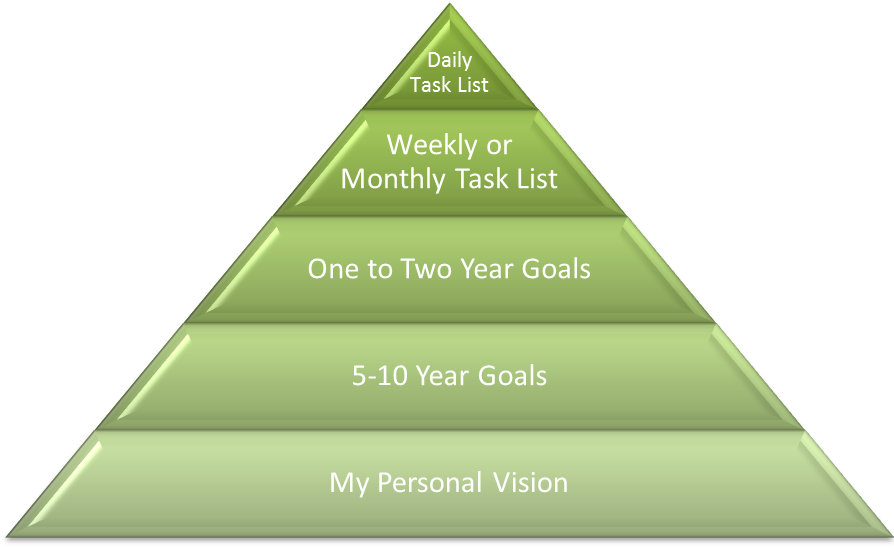 Daily
Task List
Weekly or
Monthly Task List
One to Two Year Goals
5-10 Year Goals
My Personal Vision